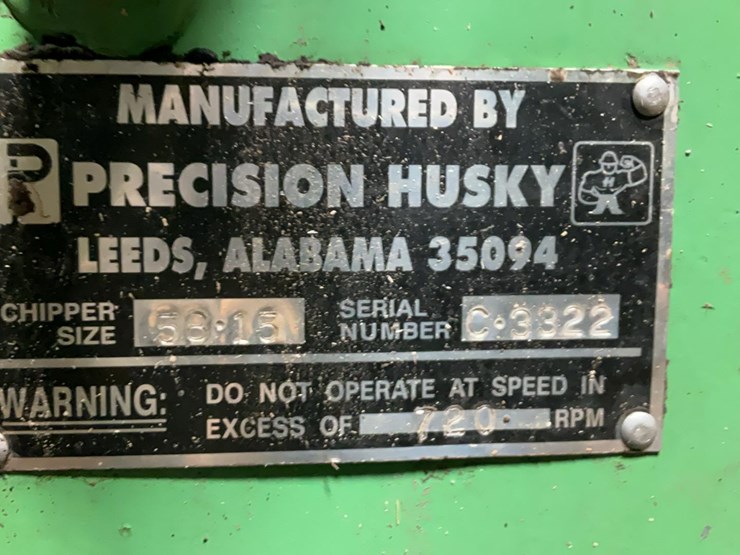 MANUFACTURED BY
PRECISION HUSKY
LEEDS, ALABAMA 35094
CHIPPER SIZE 58·15 SERIAL NUMBER C·3822
WARNING: DO NOT OPERATE AT SPEED IN
EXCESS OF 720 RPM